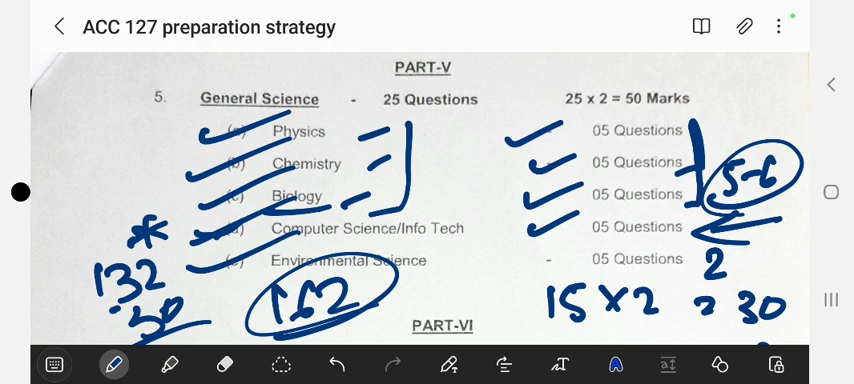 ACC 127 preparation strategy
PART-V
5. General Science - 25 Questions 25 x 2 = 50 Marks
(a) Physics - 05 Questions
(b) Chemistry - 05 Questions
(c) Biology - 05 Questions
5-6
(d) Computer Science/Info Tech - 05 Questions
(e) Environmental Science - 05 Questions
2
132
30
162
15 x 2 = 30
PART-VI